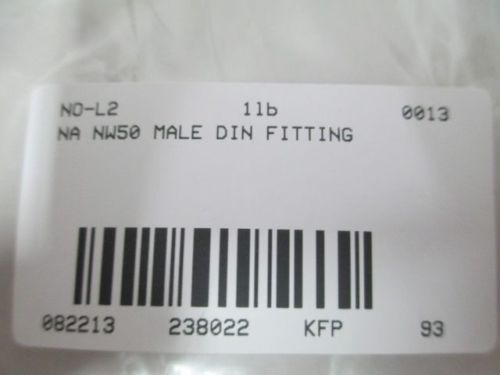 NO-L2 1lb 0013
NA NW50 MALE DIN FITTING
082213 238022 KFP 93